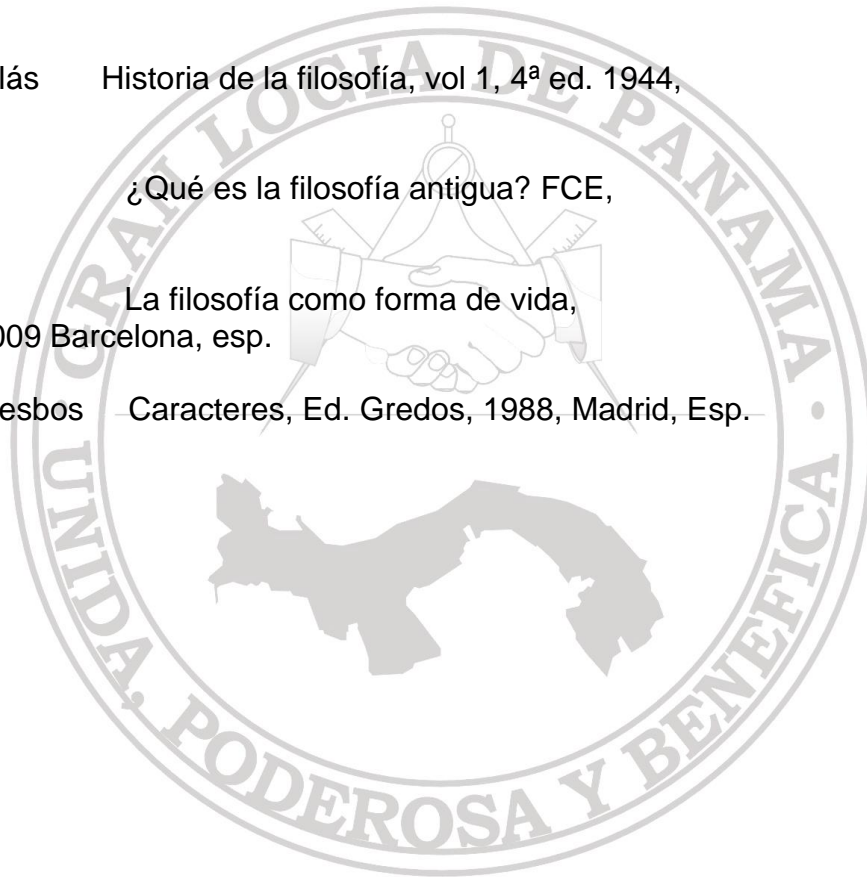 lás Historia de la filosofía, vol 1, 4ª ed. 1944,
¿Qué es la filosofía antigua? FCE,
La filosofía como forma de vida,
009 Barcelona, esp.
esbos Caracteres, Ed. Gredos, 1988, Madrid, Esp.
GRAN LOGIA DE PANAMA
UNIDA, PODEROSA Y BENEFICA